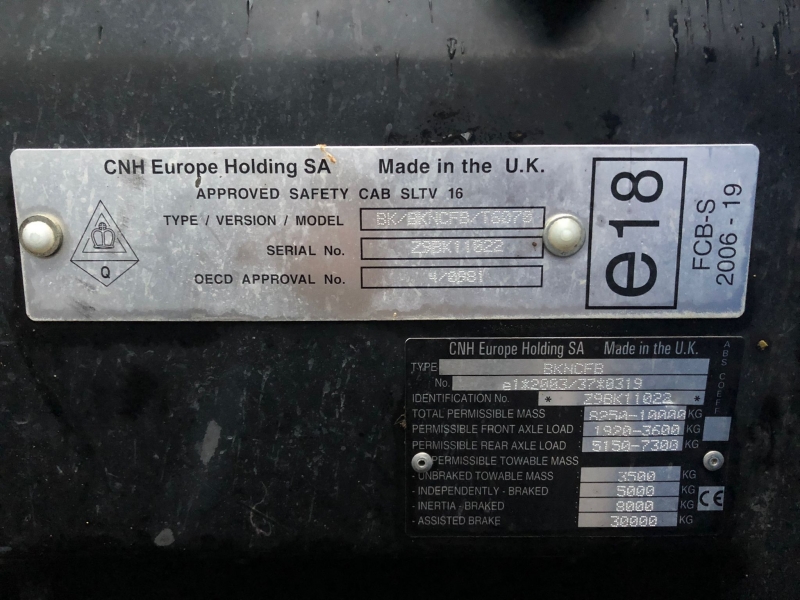 CNH Europe Holding SA Made in the U.K.
APPROVED SAFETY CAB SLTV 16
TYPE / VERSION / MODEL BK/BKNCFB/T6070
SERIAL No. Z9BK11022
OECD APPROVAL No. 4/0981
Q
e18
FCB-S
2006 - 19
CNH Europe Holding SA Made in the U.K.
TYPE BKNCFB
No. e1*2003/37*0319
IDENTIFICATION No. * Z9BK11022 *
TOTAL PERMISSIBLE MASS : 8250-10000 KG
PERMISSIBLE FRONT AXLE LOAD : 1920-3600 KG
PERMISSIBLE REAR AXLE LOAD : 5150-7300 KG
PERMISSIBLE TOWABLE MASS
- UNBRAKED TOWABLE MASS : 3500 KG
- INDEPENDENTLY - BRAKED : 5000 KG
- INERTIA - BRAKED : 8000 KG
- ASSISTED BRAKE : 30000 KG
ABS COEFF
CE